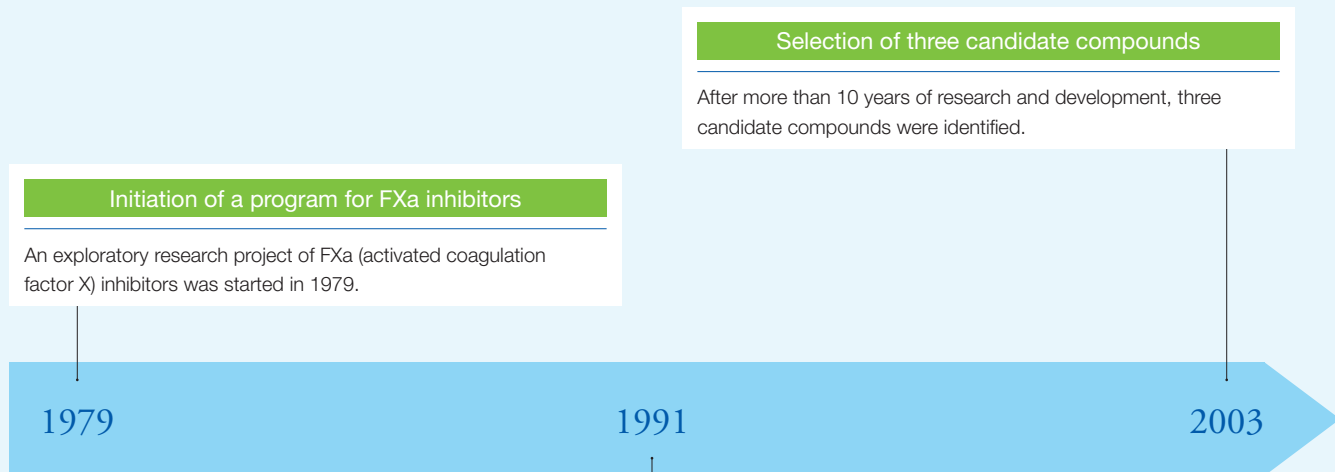 Selection of three candidate compounds
After more than 10 years of research and development, three
candidate compounds were identified.
Initiation of a program for FXa inhibitors
An exploratory research project of FXa (activated coagulation
factor X) inhibitors was started in 1979.
1979
1991
2003